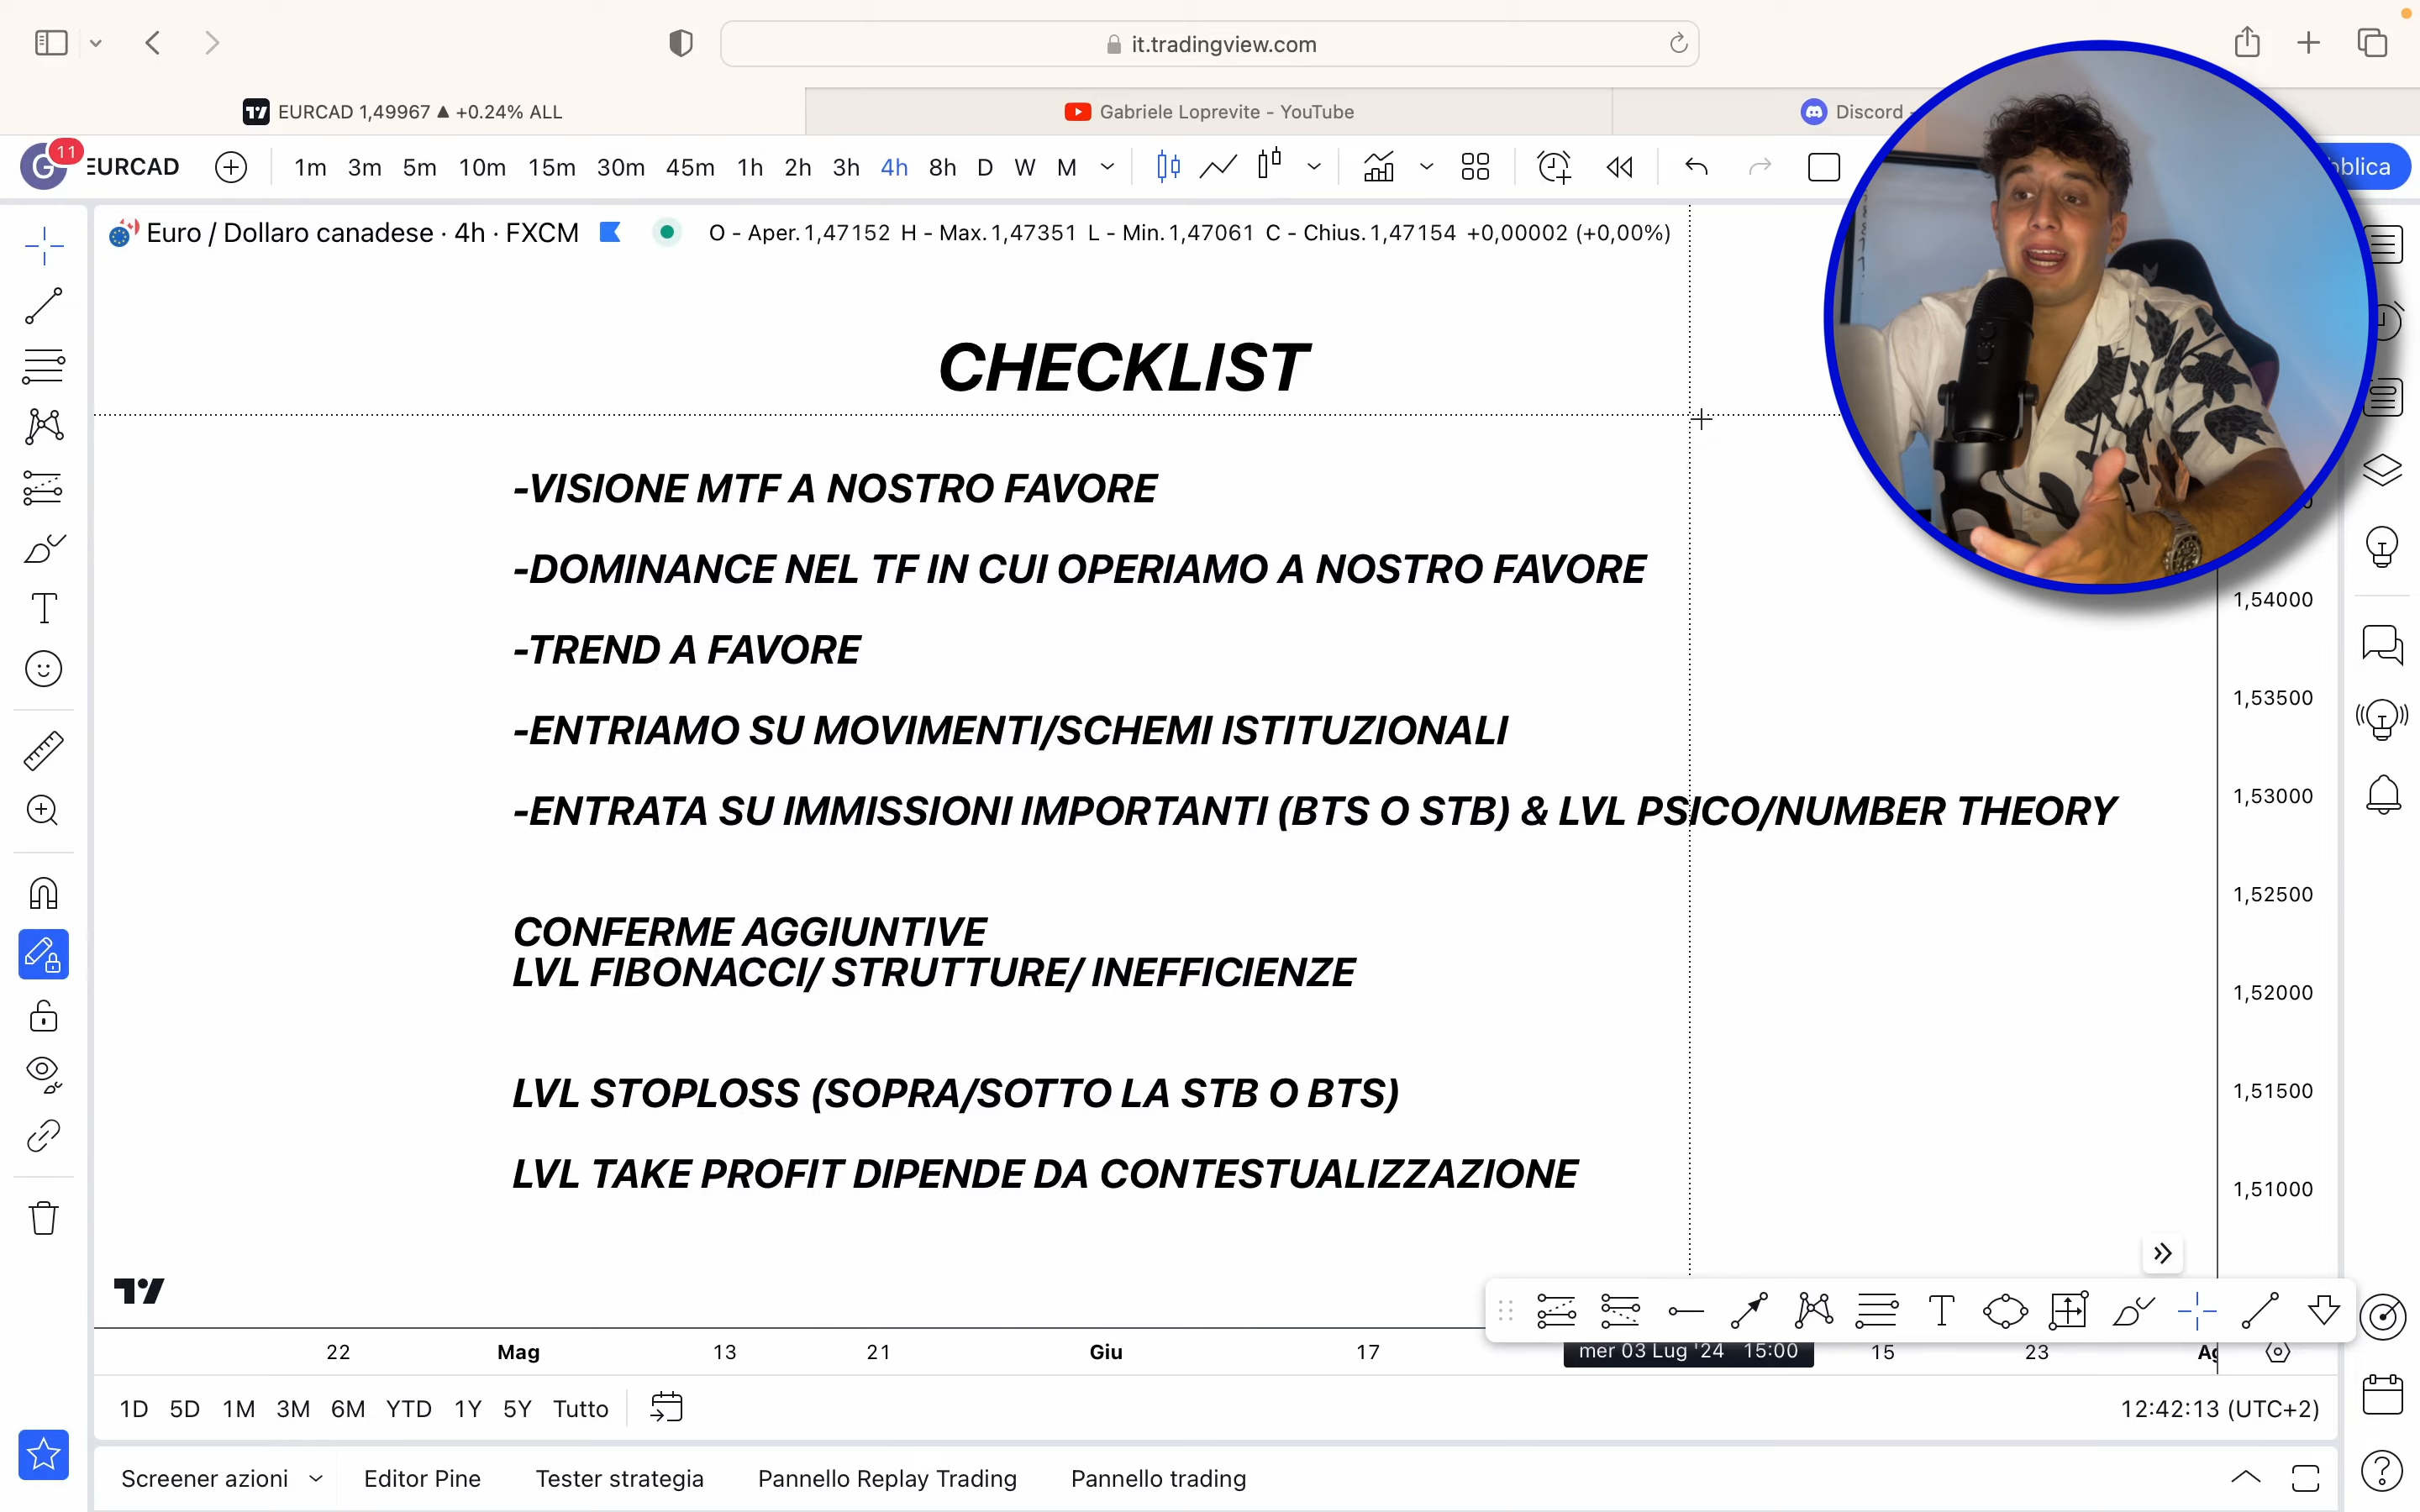 it.tradingview.com
EURCAD 1,49967 ▲ +0.24% ALL
Gabriele Loprevite - YouTube
Discord
G 11 EURCAD 1m 3m 5m 10m 15m 30m 45m 1h 2h 3h 4h 8h D W M
Euro / Dollaro canadese · 4h · FXCM O - Aper. 1,47152 H - Max. 1,47351 L - Min. 1,47061 C - Chius. 1,47154 +0,00002 (+0,00%)
CHECKLIST
-VISIONE MTF A NOSTRO FAVORE
-DOMINANCE NEL TF IN CUI OPERIAMO A NOSTRO FAVORE
-TREND A FAVORE
-ENTRIAMO SU MOVIMENTI/SCHEMI ISTITUZIONALI
-ENTRATA SU IMMISSIONI IMPORTANTI (BTS O STB) & LVL PSICO/NUMBER THEORY
CONFERME AGGIUNTIVE
LVL FIBONACCI/ STRUTTURE/ INEFFICIENZE
LVL STOPLOSS (SOPRA/SOTTO LA STB O BTS)
LVL TAKE PROFIT DIPENDE DA CONTESTUALIZZAZIONE
1,54000
1,53500
1,53000
1,52500
1,52000
1,51500
1,51000
22 Mag 13 21 Giu 17 mer 03 Lug '24 15:00 15 23
1D 5D 1M 3M 6M YTD 1Y 5Y Tutto
12:42:13 (UTC+2)
Screener azioni Editor Pine Tester strategia Pannello Replay Trading Pannello trading